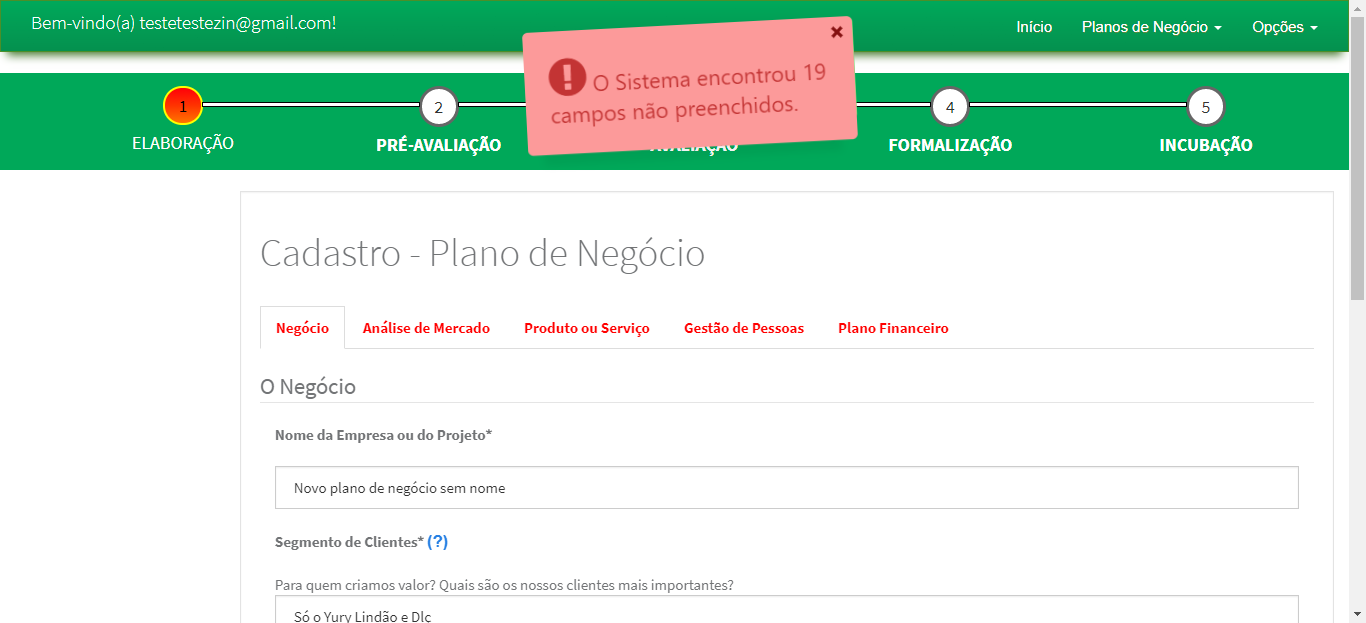 Bem-vindo(a) testetestezin@gmail.com!
Início
Planos de Negócio
Opções
O Sistema encontrou 19
campos não preenchidos.
1
2
4
5
ELABORAÇÃO
PRÉ-AVALIAÇÃO
AVALIAÇÃO
FORMALIZAÇÃO
INCUBAÇÃO
Cadastro - Plano de Negócio
Negócio
Análise de Mercado
Produto ou Serviço
Gestão de Pessoas
Plano Financeiro
O Negócio
Nome da Empresa ou do Projeto*
Novo plano de negócio sem nome
Segmento de Clientes* (?)
Para quem criamos valor? Quais são os nossos clientes mais importantes?
Só o Yury Lindão e Dlc